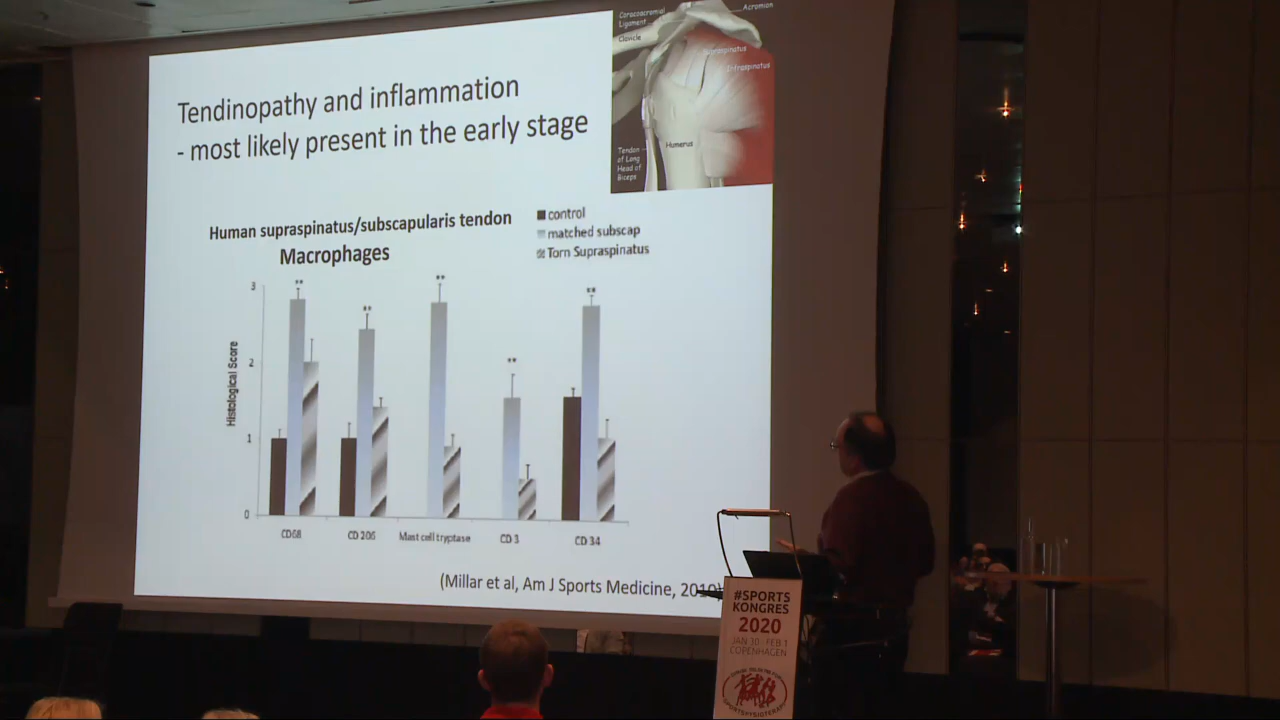 Tendinopathy and inflammation
- most likely present in the early stage
Coracoacromial
Ligament
Acromion
Clavicle
Supraspinatus
Infraspinatus
Humerus
Tendon
of Long
Head of
Biceps
Human supraspinatus/subscapularis tendon
Macrophages
control
matched subscap
Torn Supraspinatus
Histological Score
3
2
1
0
**
**
**
**
**
CD68
CD 206
Mast cell tryptase
CD 3
CD 34
(Millar et al, Am J Sports Medicine, 2010)
#SPORTS
KONGRES
2020
JAN 30 - FEB 1
COPENHAGEN